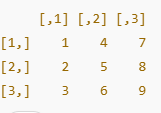 [,1] [,2] [,3]
[1,] 1 4 7
[2,] 2 5 8
[3,] 3 6 9